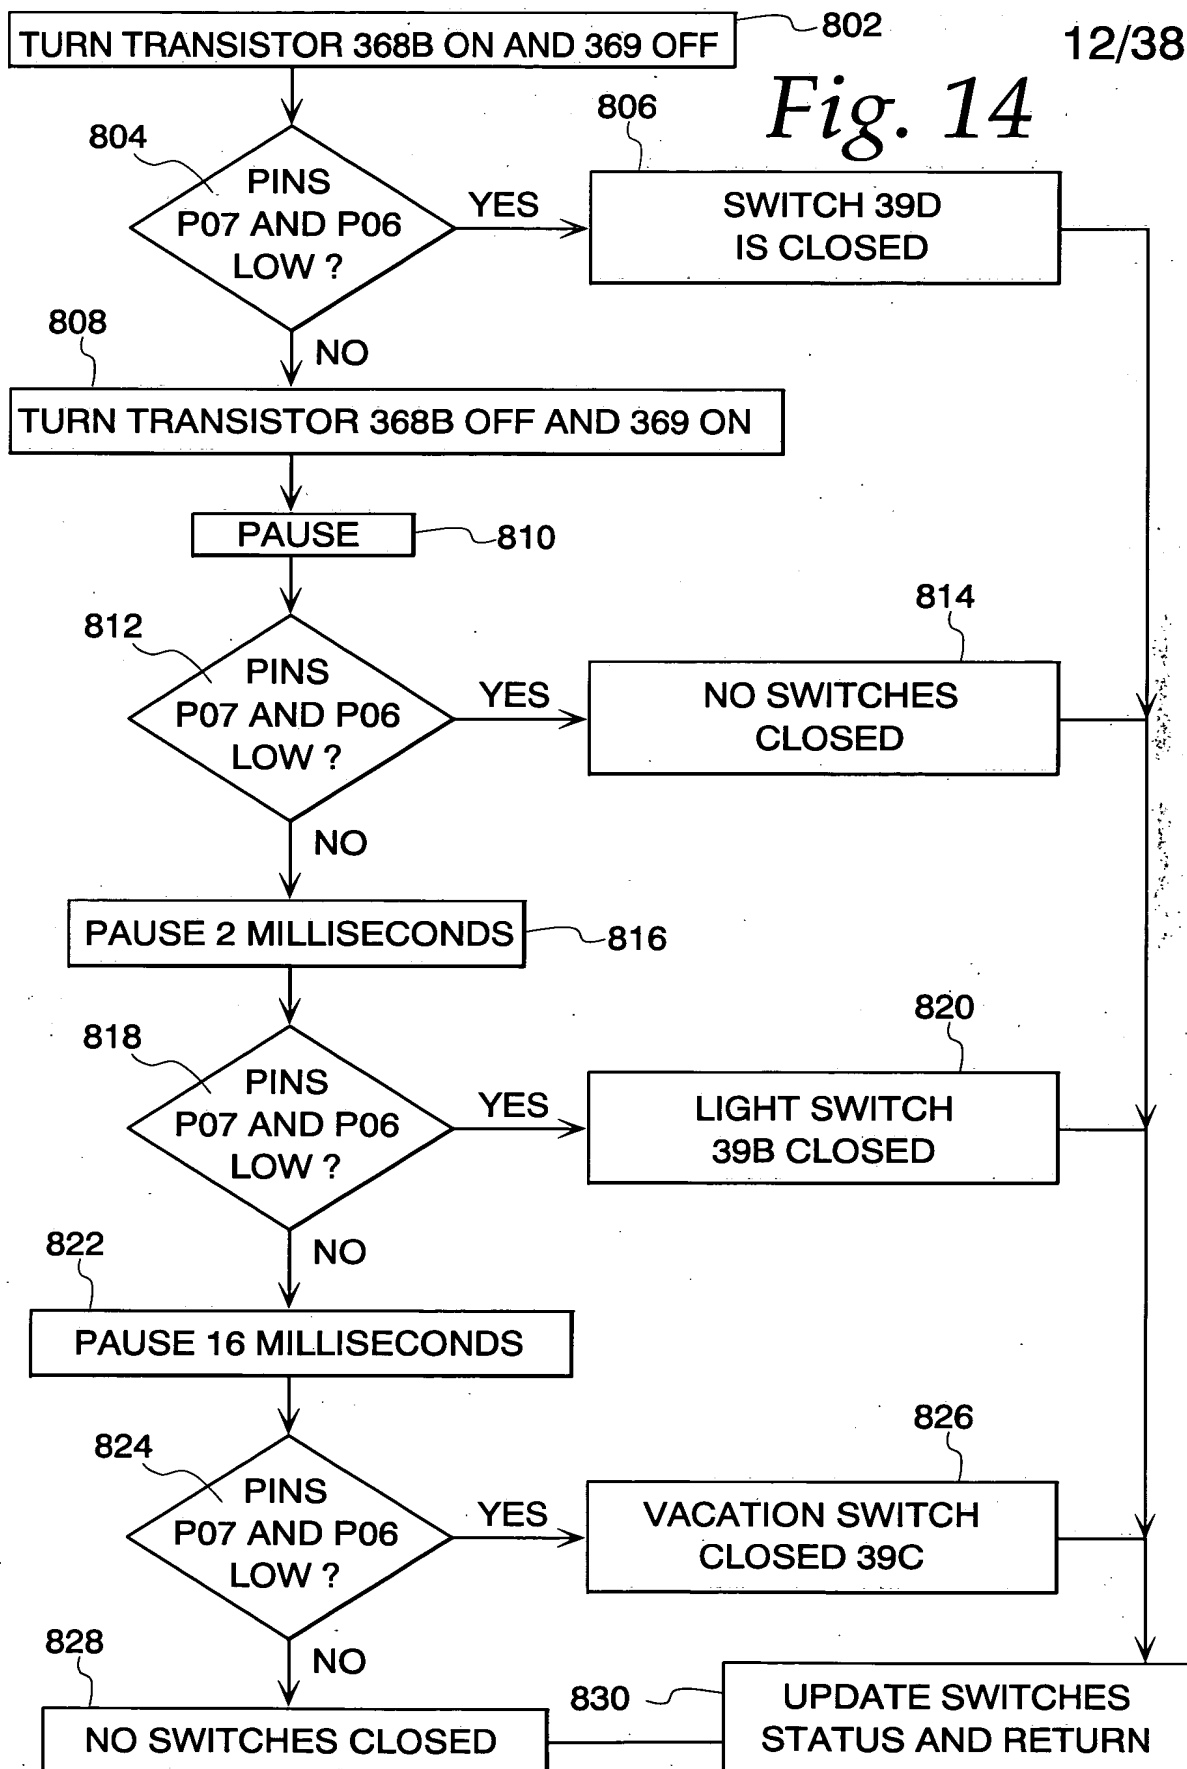 TURN TRANSISTOR 368B ON AND 369 OFF
802
12/38
Fig. 14
804
PINS
P07 AND P06
LOW ?
YES
806
SWITCH 39D
IS CLOSED
NO
808
TURN TRANSISTOR 368B OFF AND 369 ON
PAUSE
810
812
PINS
P07 AND P06
LOW ?
YES
814
NO SWITCHES
CLOSED
NO
PAUSE 2 MILLISECONDS
816
818
PINS
P07 AND P06
LOW ?
YES
820
LIGHT SWITCH
39B CLOSED
NO
822
PAUSE 16 MILLISECONDS
824
PINS
P07 AND P06
LOW ?
YES
826
VACATION SWITCH
CLOSED 39C
NO
828
NO SWITCHES CLOSED
830
UPDATE SWITCHES
STATUS AND RETURN